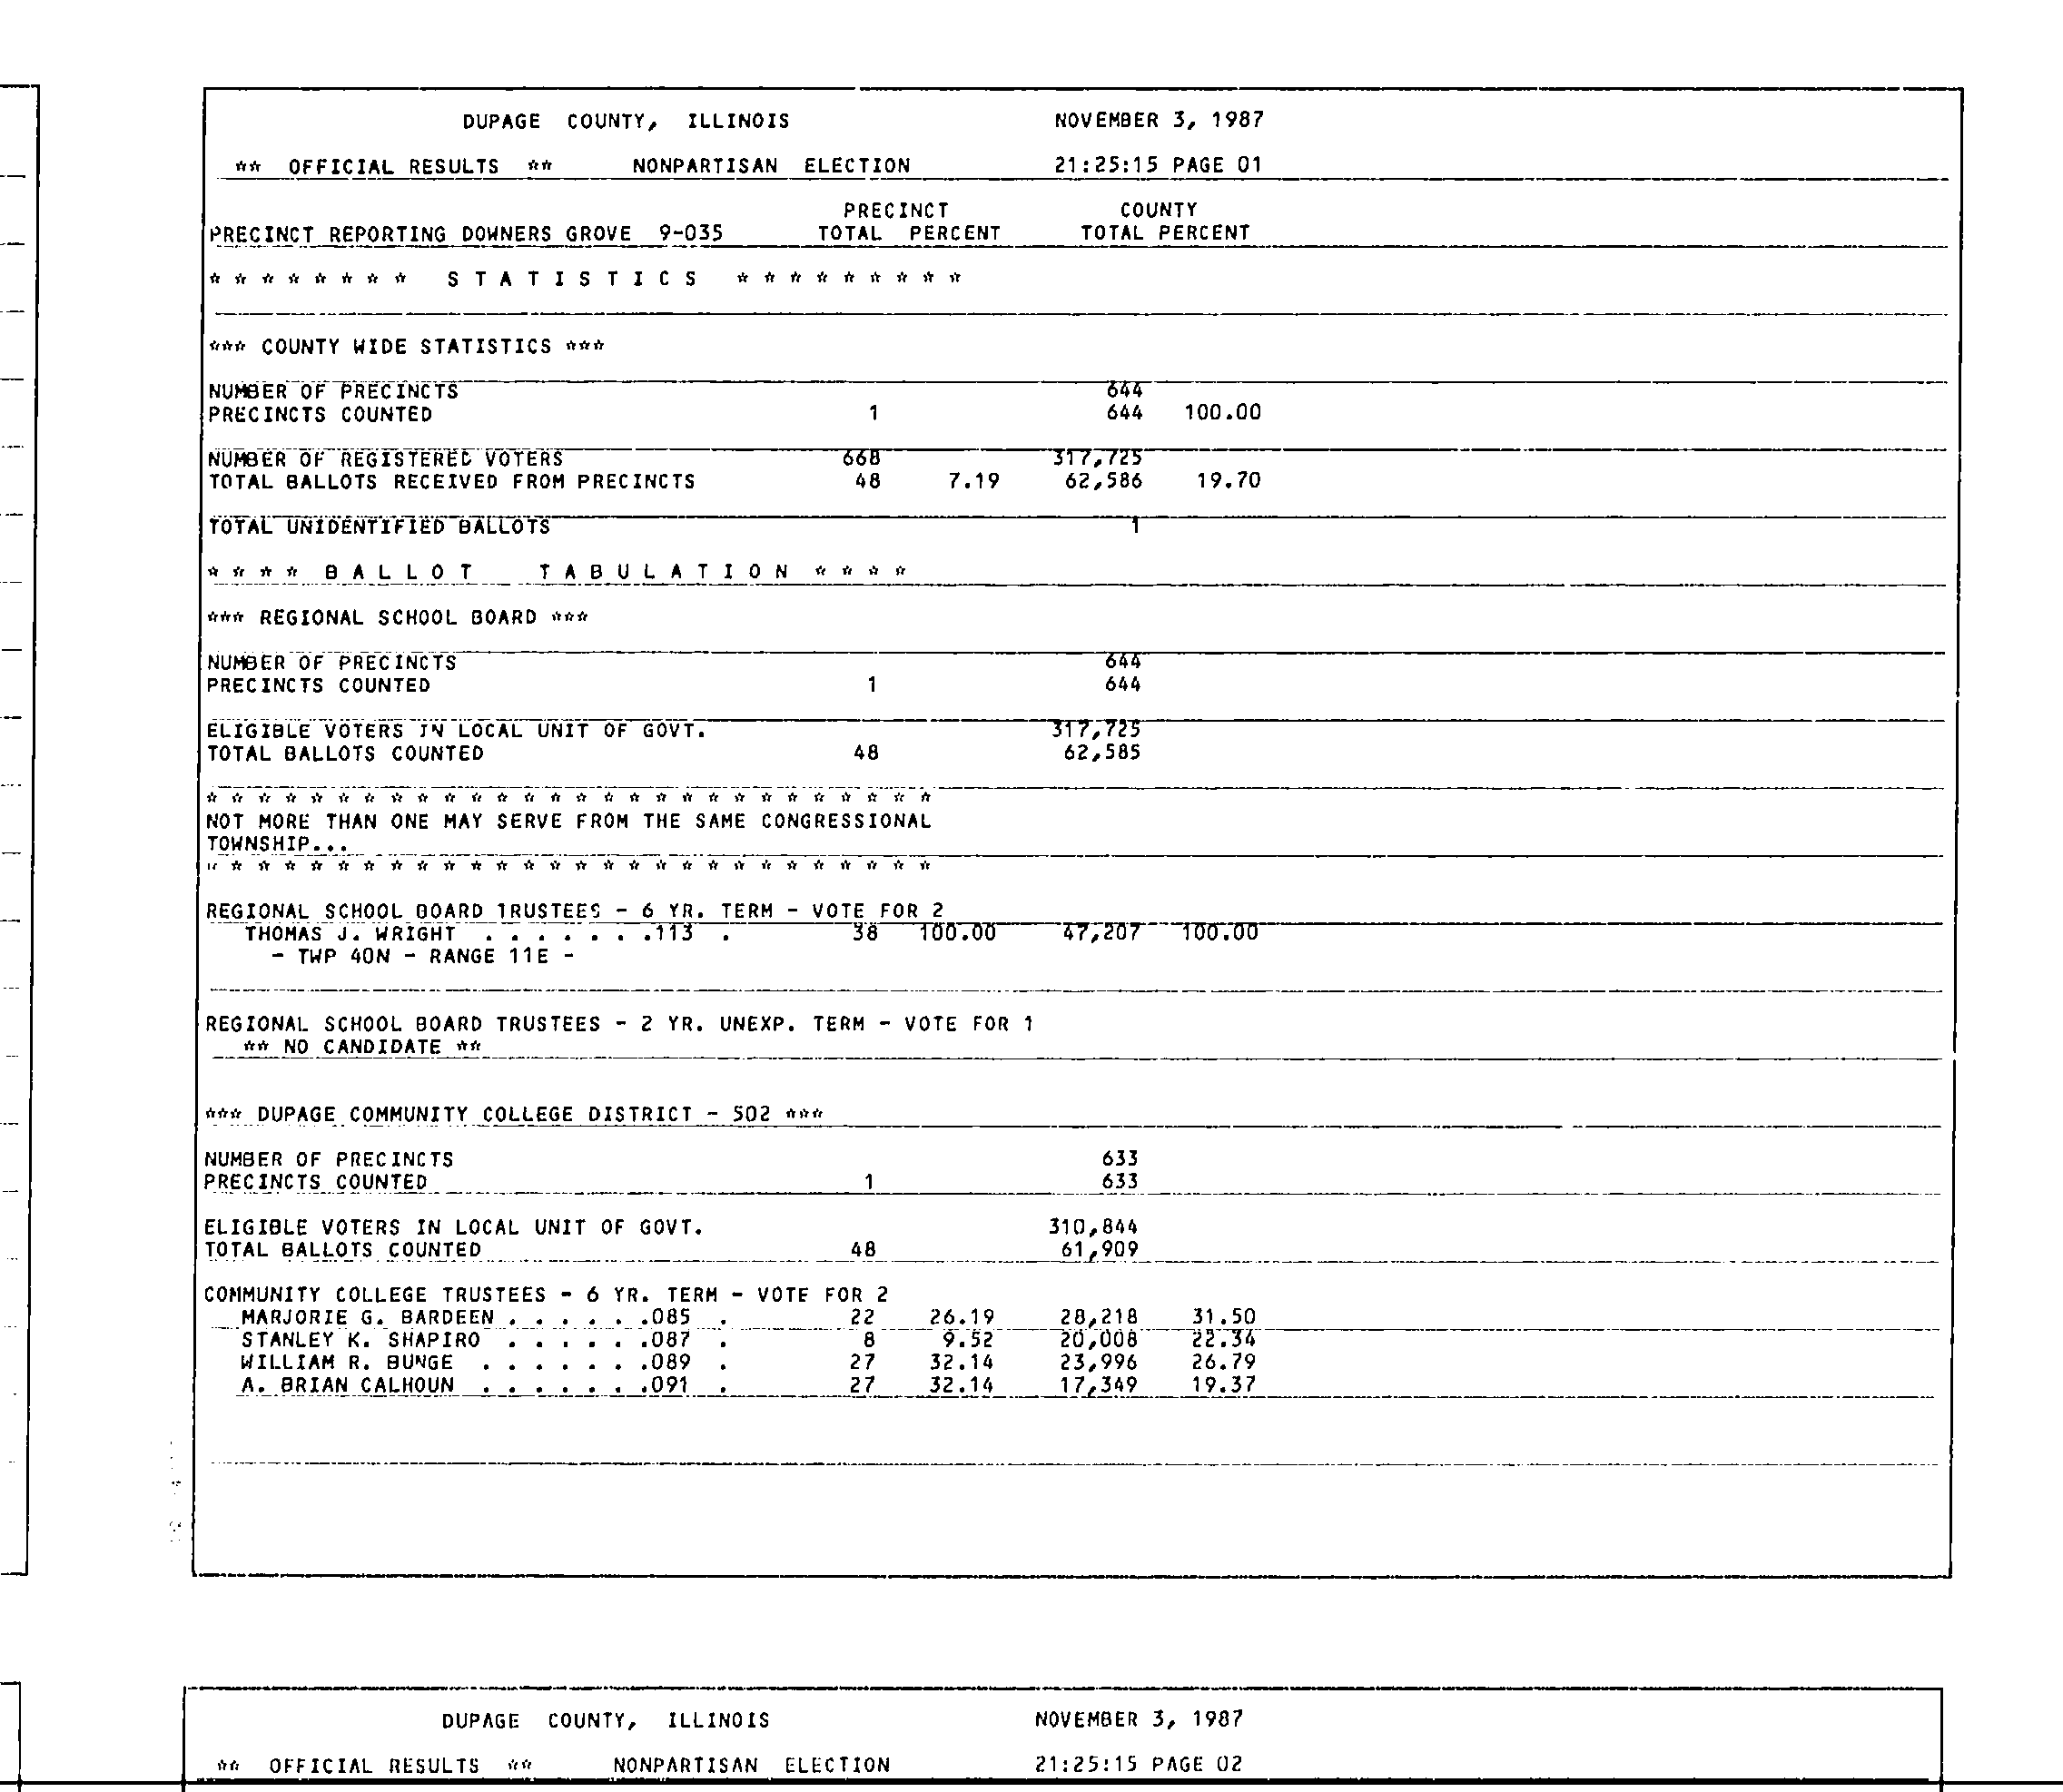 DUPAGE COUNTY, ILLINOIS NOVEMBER 3, 1987
** OFFICIAL RESULTS ** NONPARTISAN ELECTION 21:25:15 PAGE 01
PRECINCT COUNTY
PRECINCT REPORTING DOWNERS GROVE 9-035 TOTAL PERCENT TOTAL PERCENT
* * * * * * * * S T A T I S T I C S * * * * * * * * *
*** COUNTY WIDE STATISTICS ***
NUMBER OF PRECINCTS 644
PRECINCTS COUNTED 1 644 100.00
NUMBER OF REGISTERED VOTERS 668 317,725
TOTAL BALLOTS RECEIVED FROM PRECINCTS 48 7.19 62,586 19.70
TOTAL UNIDENTIFIED BALLOTS 1
* * * * B A L L O T T A B U L A T I O N * * * *
*** REGIONAL SCHOOL BOARD ***
NUMBER OF PRECINCTS 644
PRECINCTS COUNTED 1 644
ELIGIBLE VOTERS IN LOCAL UNIT OF GOVT. 317,725
TOTAL BALLOTS COUNTED 48 62,585
* * * * * * * * * * * * * * * * * * * * * * * * * * * *
NOT MORE THAN ONE MAY SERVE FROM THE SAME CONGRESSIONAL
TOWNSHIP...
* * * * * * * * * * * * * * * * * * * * * * * * * * * *
REGIONAL SCHOOL BOARD TRUSTEES - 6 YR. TERM - VOTE FOR 2
THOMAS J. WRIGHT . . . . . . .113 . 38 100.00 47,207 100.00
- TWP 40N - RANGE 11E -
REGIONAL SCHOOL BOARD TRUSTEES - 2 YR. UNEXP. TERM - VOTE FOR 1
** NO CANDIDATE **
*** DUPAGE COMMUNITY COLLEGE DISTRICT - 502 ***
NUMBER OF PRECINCTS 633
PRECINCTS COUNTED 1 633
ELIGIBLE VOTERS IN LOCAL UNIT OF GOVT. 310,844
TOTAL BALLOTS COUNTED 48 61,909
COMMUNITY COLLEGE TRUSTEES - 6 YR. TERM - VOTE FOR 2
MARJORIE G. BARDEEN . . . . . .085 . 22 26.19 28,218 31.50
STANLEY K. SHAPIRO . . . . . .087 . 8 9.52 20,008 22.34
WILLIAM R. BUNGE . . . . . . .089 . 27 32.14 23,996 26.79
A. BRIAN CALHOUN . . . . . . .091 . 27 32.14 17,349 19.37
DUPAGE COUNTY, ILLINOIS NOVEMBER 3, 1987
** OFFICIAL RESULTS ** NONPARTISAN ELECTION 21:25:15 PAGE 02